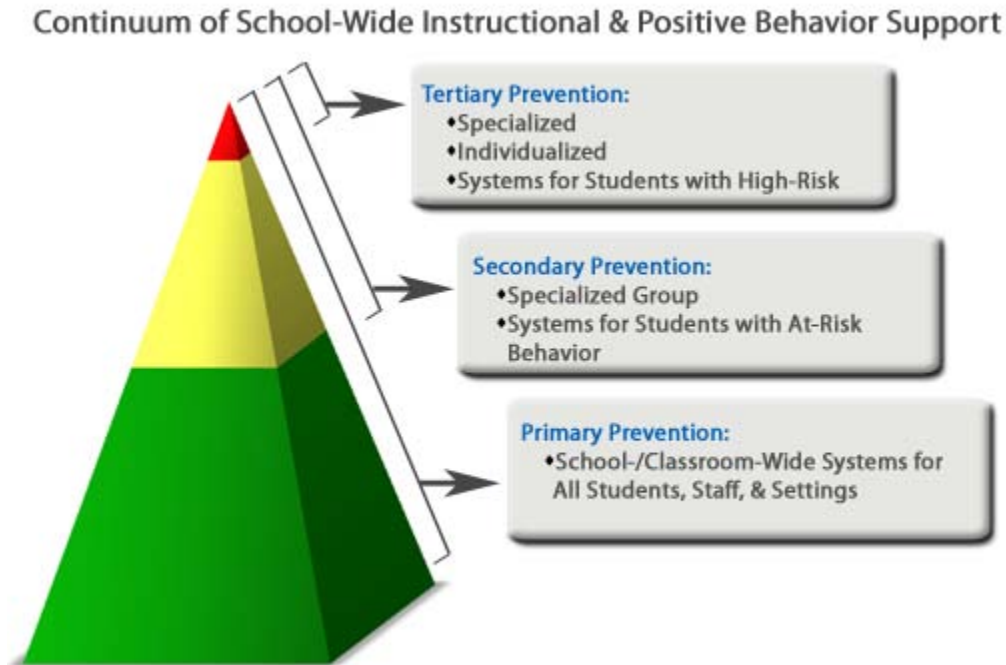 Continuum of School-Wide Instructional & Positive Behavior Support
Tertiary Prevention:
♦Specialized
♦Individualized
♦Systems for Students with High-Risk
Secondary Prevention:
♦Specialized Group
♦Systems for Students with At-Risk
Behavior
Primary Prevention:
♦School-/Classroom-Wide Systems for
All Students, Staff, & Settings